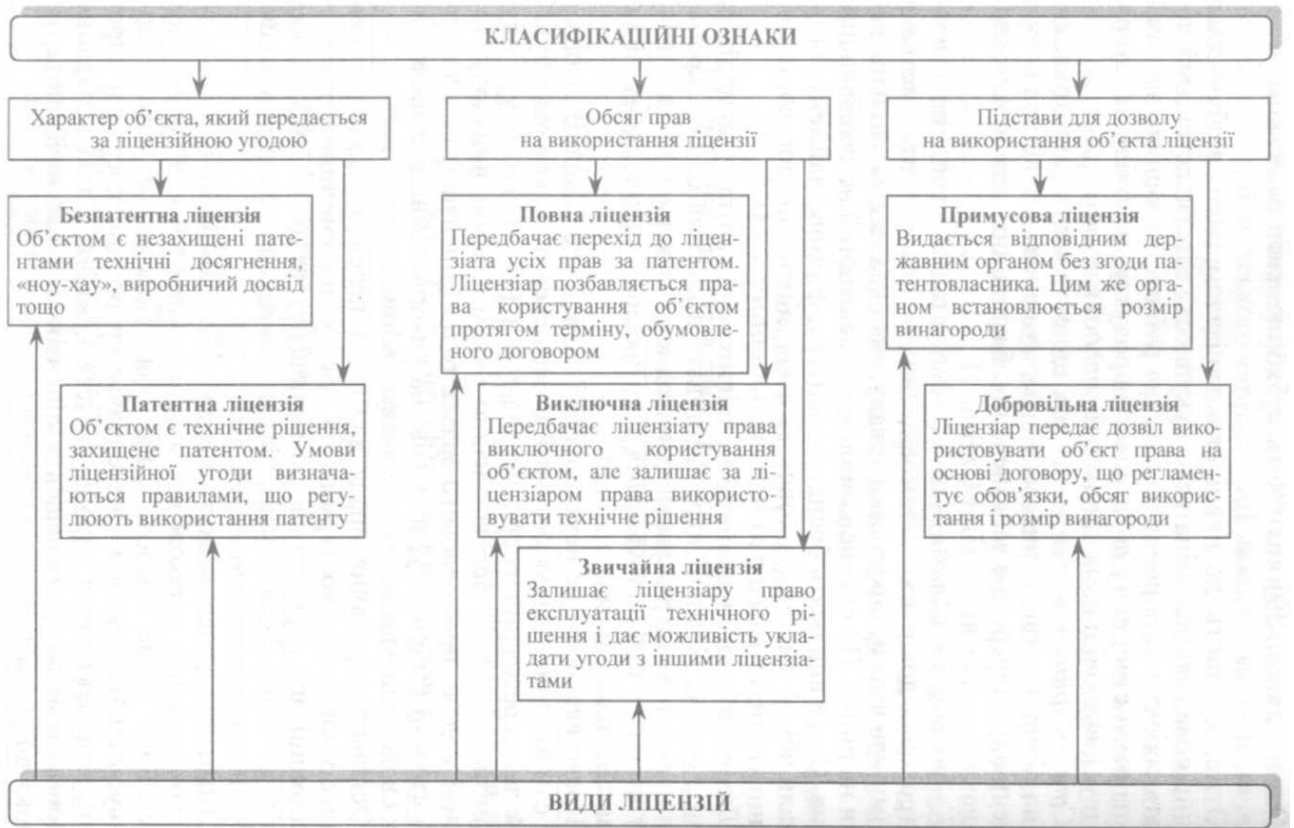 КЛАСИФІКАЦІЙНІ ОЗНАКИ
Характер об’єкта, який передається
за ліцензійною угодою
Безпатентна ліцензія
Об’єктом є незахищені пате-
нтами технічні досягнення,
«ноу-хау», виробничий досвід
тощо
Патентна ліцензія
Об’єктом є технічне рішення,
захищене патентом. Умови
ліцензійної угоди визнача-
ються правилами, що регу-
люють використання патенту
Обсяг прав
на використання ліцензії
Повна ліцензія
Передбачає перехід до ліцен-
зіата усіх прав за патентом.
Ліцензіар позбавляється пра-
ва користування об’єктом
протягом терміну, обумовле-
ного договором
Виключна ліцензія
Передбачає ліцензіату права
виключного користування
об’єктом, але залишає за лі-
цензіаром права використо-
вувати технічне рішення
Звичайна ліцензія
Залишає ліцензіару право
експлуатації технічного рі-
шення і дає можливість укла-
дати угоди з іншими ліцензіа-
тами
Підстави для дозволу
на використання об’єкта ліцензії
Примусова ліцензія
Видається відповідним дер-
жавним органом без згоди па-
тентовласника. Цим же орга-
ном встановлюється розмір
винагороди
Добровільна ліцензія
Ліцензіар передає дозвіл вико-
ристовувати об’єкт права на
основі договору, що регламен-
тує обов’язки, обсяг викорис-
тання і розмір винагороди
ВИДИ ЛІЦЕНЗІЙ